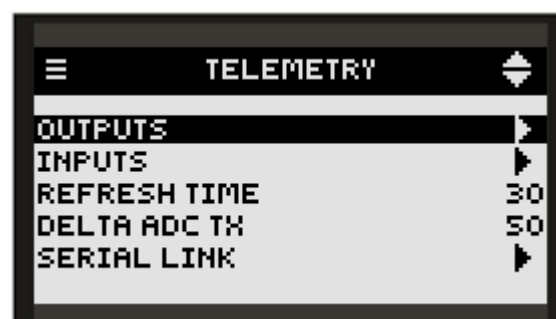 TELEMETRY
OUTPUTS
INPUTS
REFRESH TIME 30
DELTA ADC TX 50
SERIAL LINK